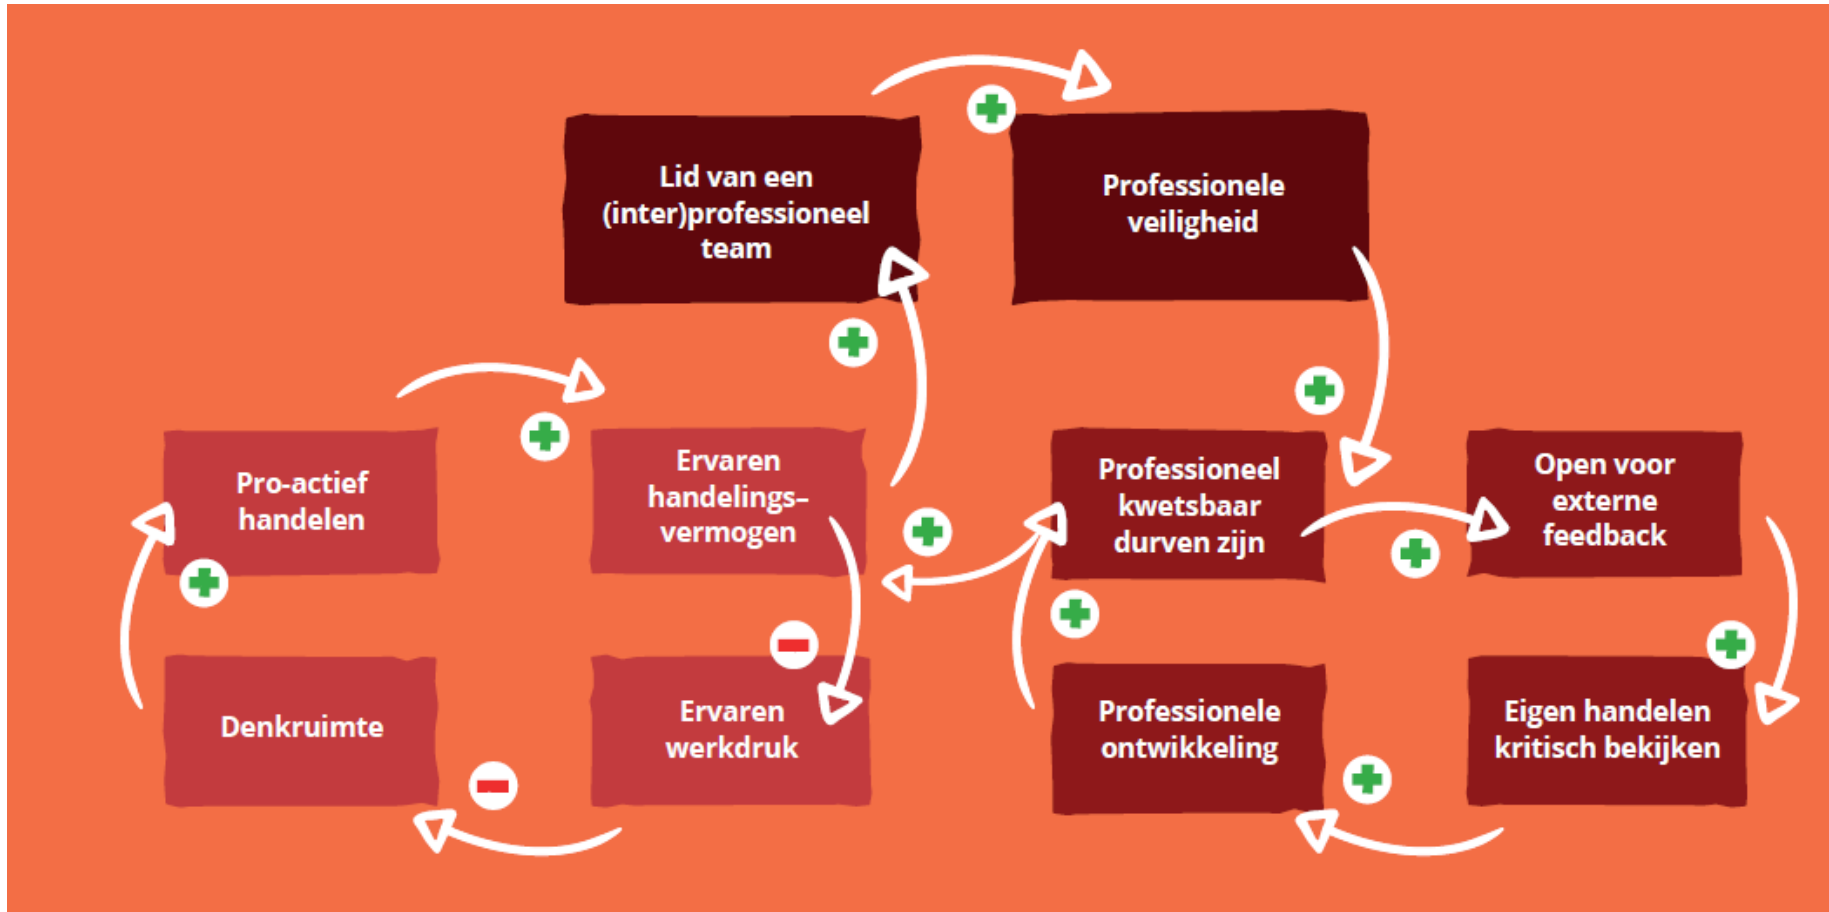 Lid van een
(inter)professioneel
team
Professionele
veiligheid
Pro-actief
handelen
Ervaren
handelings-
vermogen
Professioneel
kwetsbaar
durven zijn
Open voor
externe
feedback
Denkruimte
Ervaren
werkdruk
Professionele
ontwikkeling
Eigen handelen
kritisch bekijken